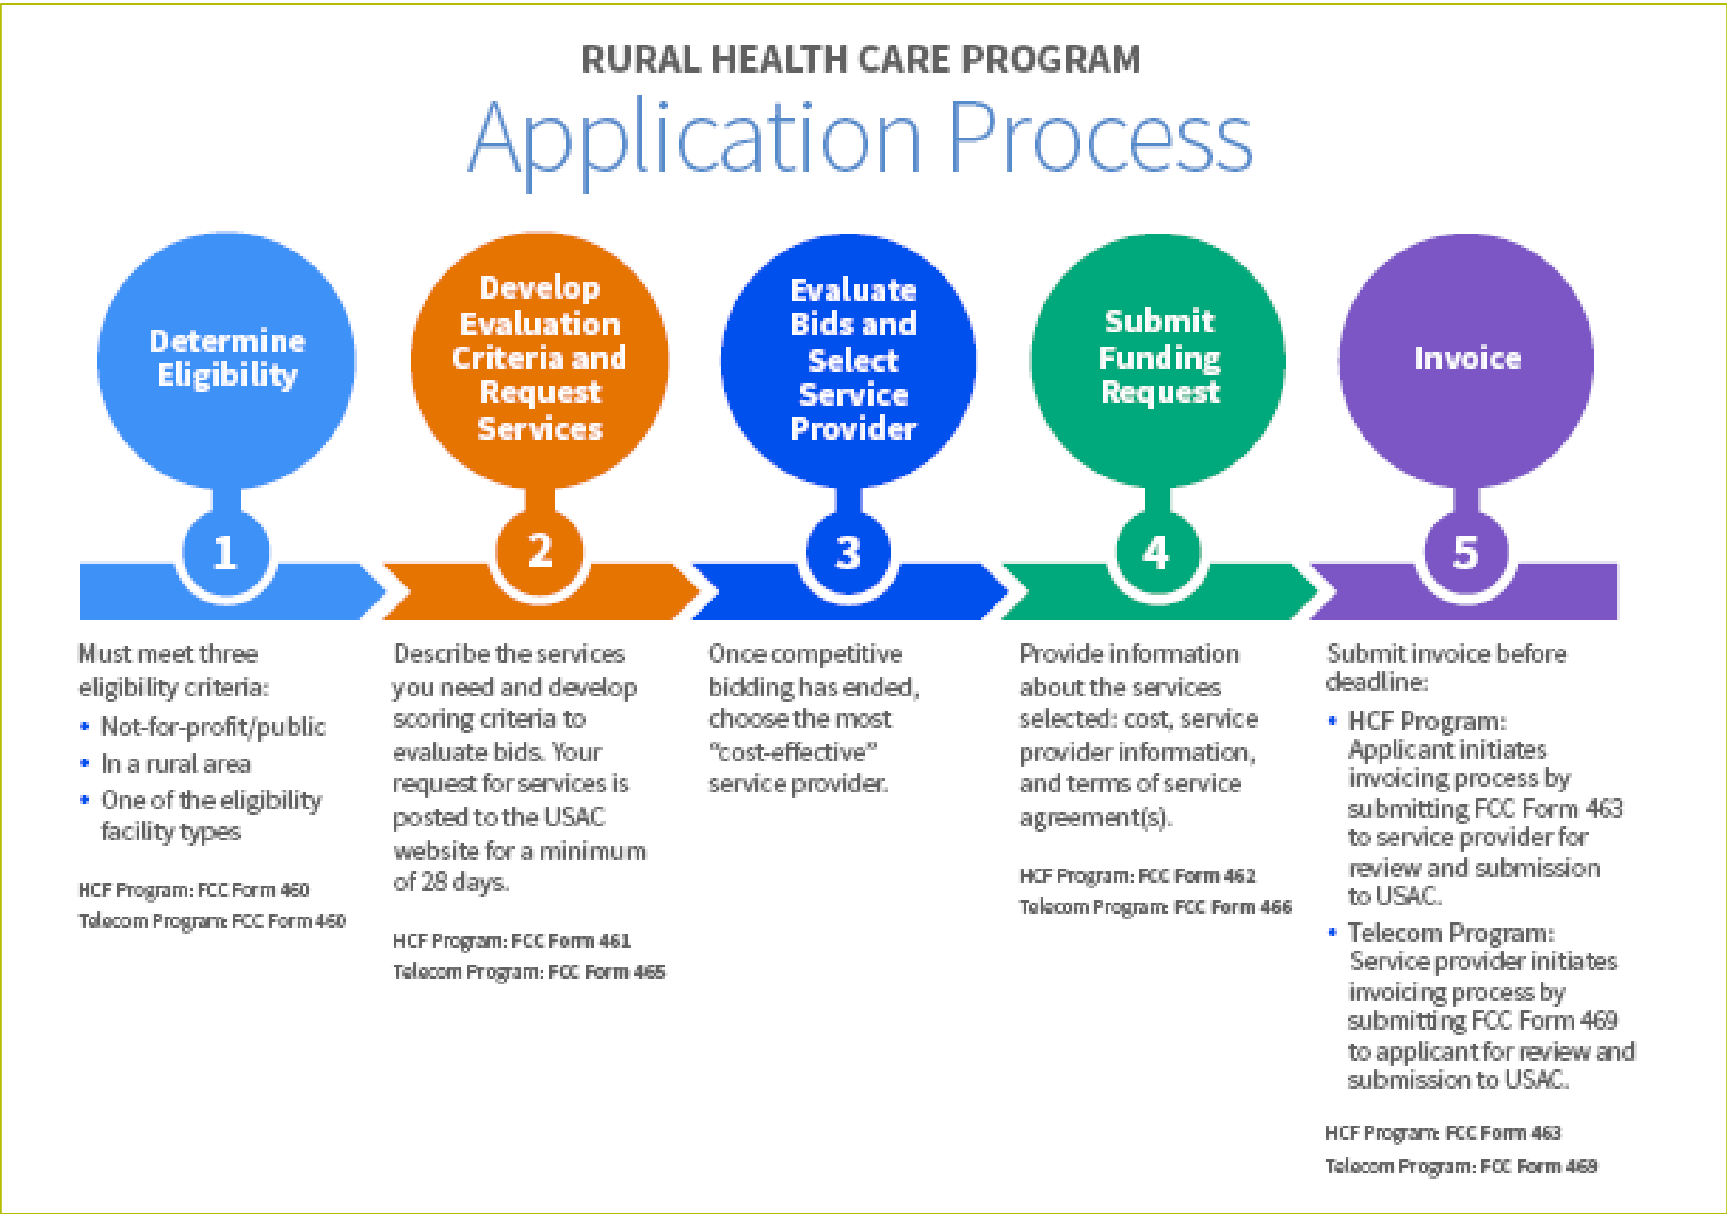 RURAL HEALTH CARE PROGRAM
Application Process
Determine
Eligibility
1
Must meet three
eligibility criteria:
• Not-for-profit/public
• In a rural area
• One of the eligibility
facility types
HCF Program: FCC Form 460
Telecom Program: FCC Form 460
Develop
Evaluation
Criteria and
Request
Services
2
Describe the services
you need and develop
scoring criteria to
evaluate bids. Your
request for services is
posted to the USAC
website for a minimum
of 28 days.
HCF Program: FCC Form 461
Telecom Program: FCC Form 465
Evaluate
Bids and
Select
Service
Provider
3
Once competitive
bidding has ended,
choose the most
“cost-effective”
service provider.
Submit
Funding
Request
4
Provide information
about the services
selected: cost, service
provider information,
and terms of service
agreement(s).
HCF Program: FCC Form 462
Telecom Program: FCC Form 466
Invoice
5
Submit invoice before
deadline:
• HCF Program:
Applicant initiates
invoicing process by
submitting FCC Form 463
to service provider for
review and submission
to USAC.
• Telecom Program:
Service provider initiates
invoicing process by
submitting FCC Form 469
to applicant for review and
submission to USAC.
HCF Program: FCC Form 463
Telecom Program: FCC Form 469